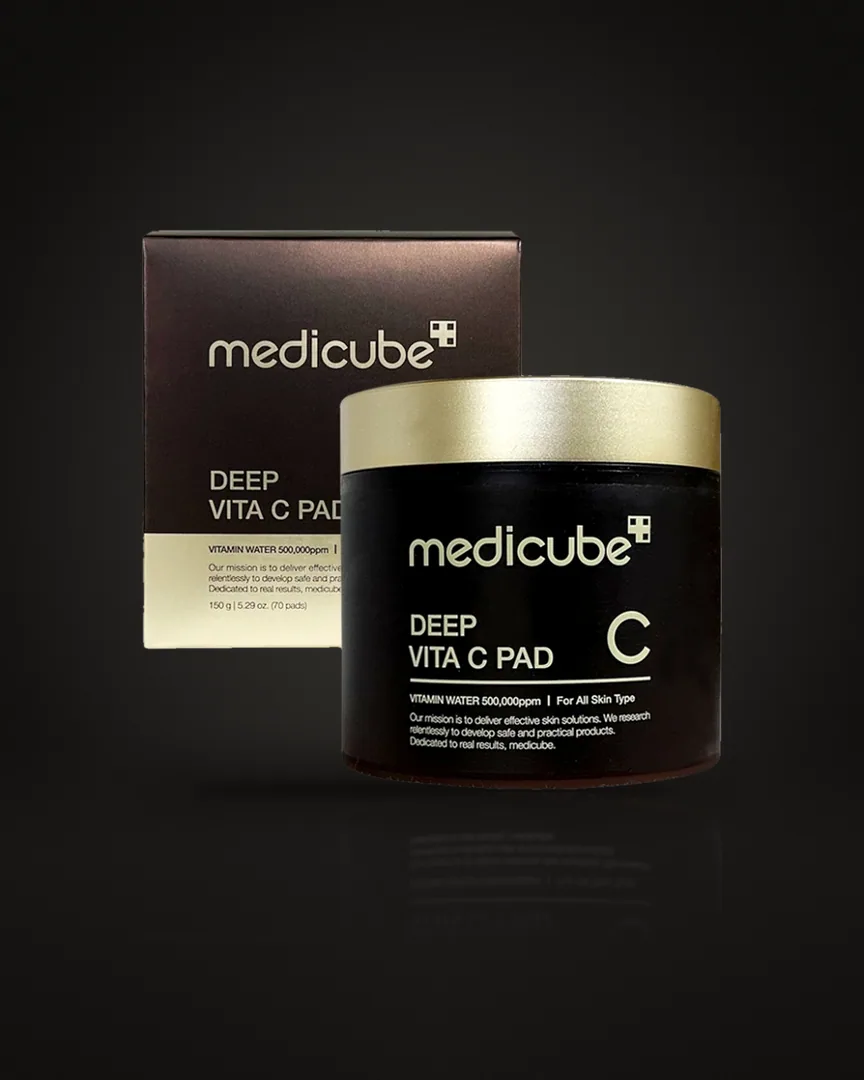 medicube
DEEP
VITA C PAD
VITAMIN WATER 500,000ppm |
Our mission is to deliver effective
relentlessly to develop safe and
Dedicated to real results, medicube
150 g | 5.29 oz. (70 pads)
medicube
DEEP
VITA C PAD
C
VITAMIN WATER 500,000ppm | For All Skin Type
Our mission is to deliver effective skin solutions. We research
relentlessly to develop safe and practical products.
Dedicated to real results, medicube.